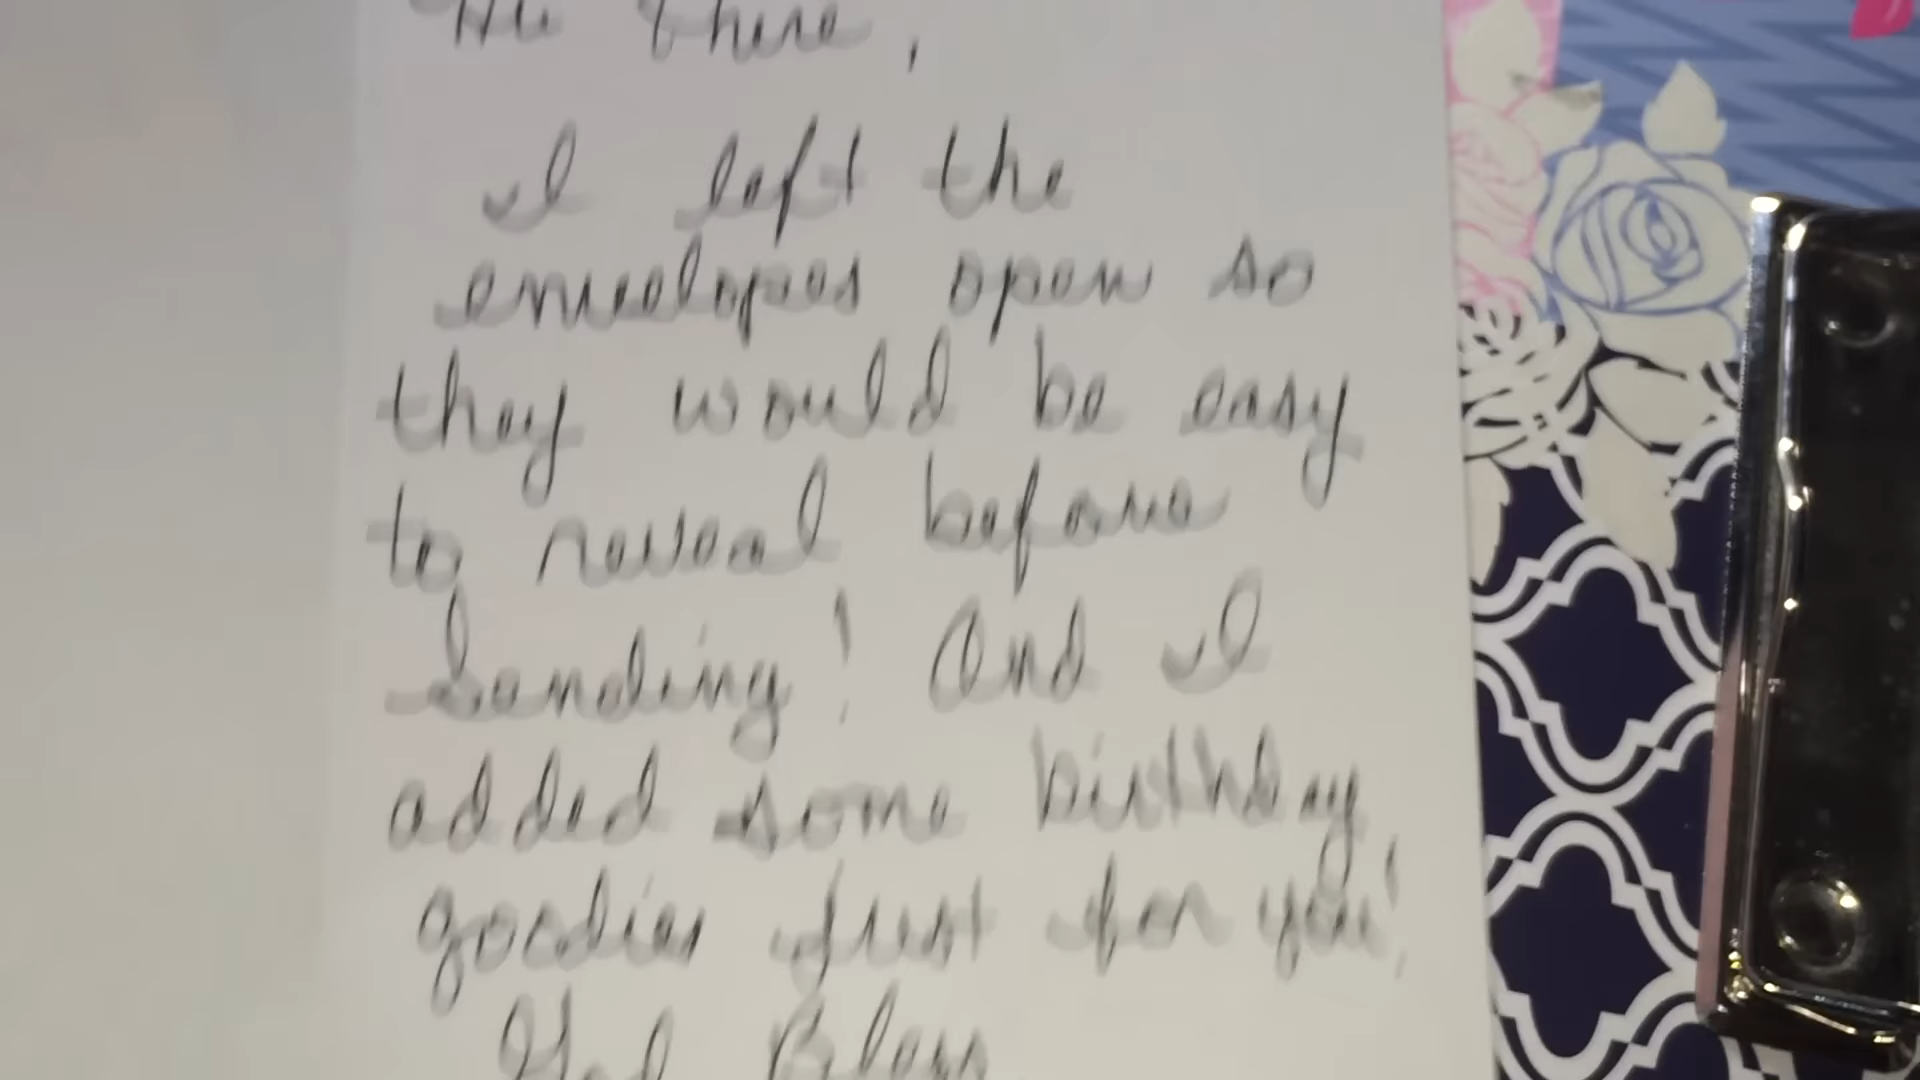 Hi there,
I left the
envelopes open so
they would be easy
to reveal before
sending! And I
added some birthday
goodies just for you!
God Bless